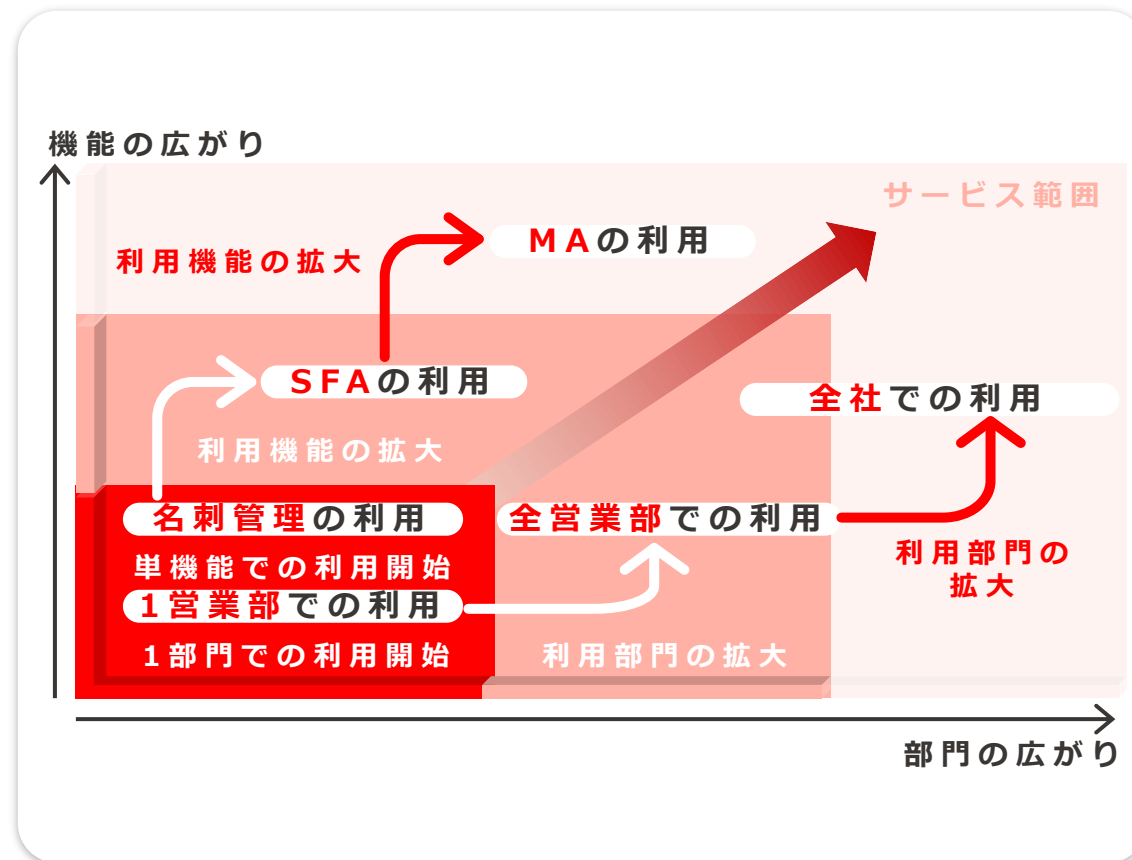 機能の広がり
サービス範囲
利用機能の拡大
MAの利用
SFAの利用
全社での利用
利用機能の拡大
名刺管理の利用
全営業部での利用
単機能での利用開始
利用部門の
拡大
1営業部での利用
1部門での利用開始
利用部門の拡大
部門の広がり